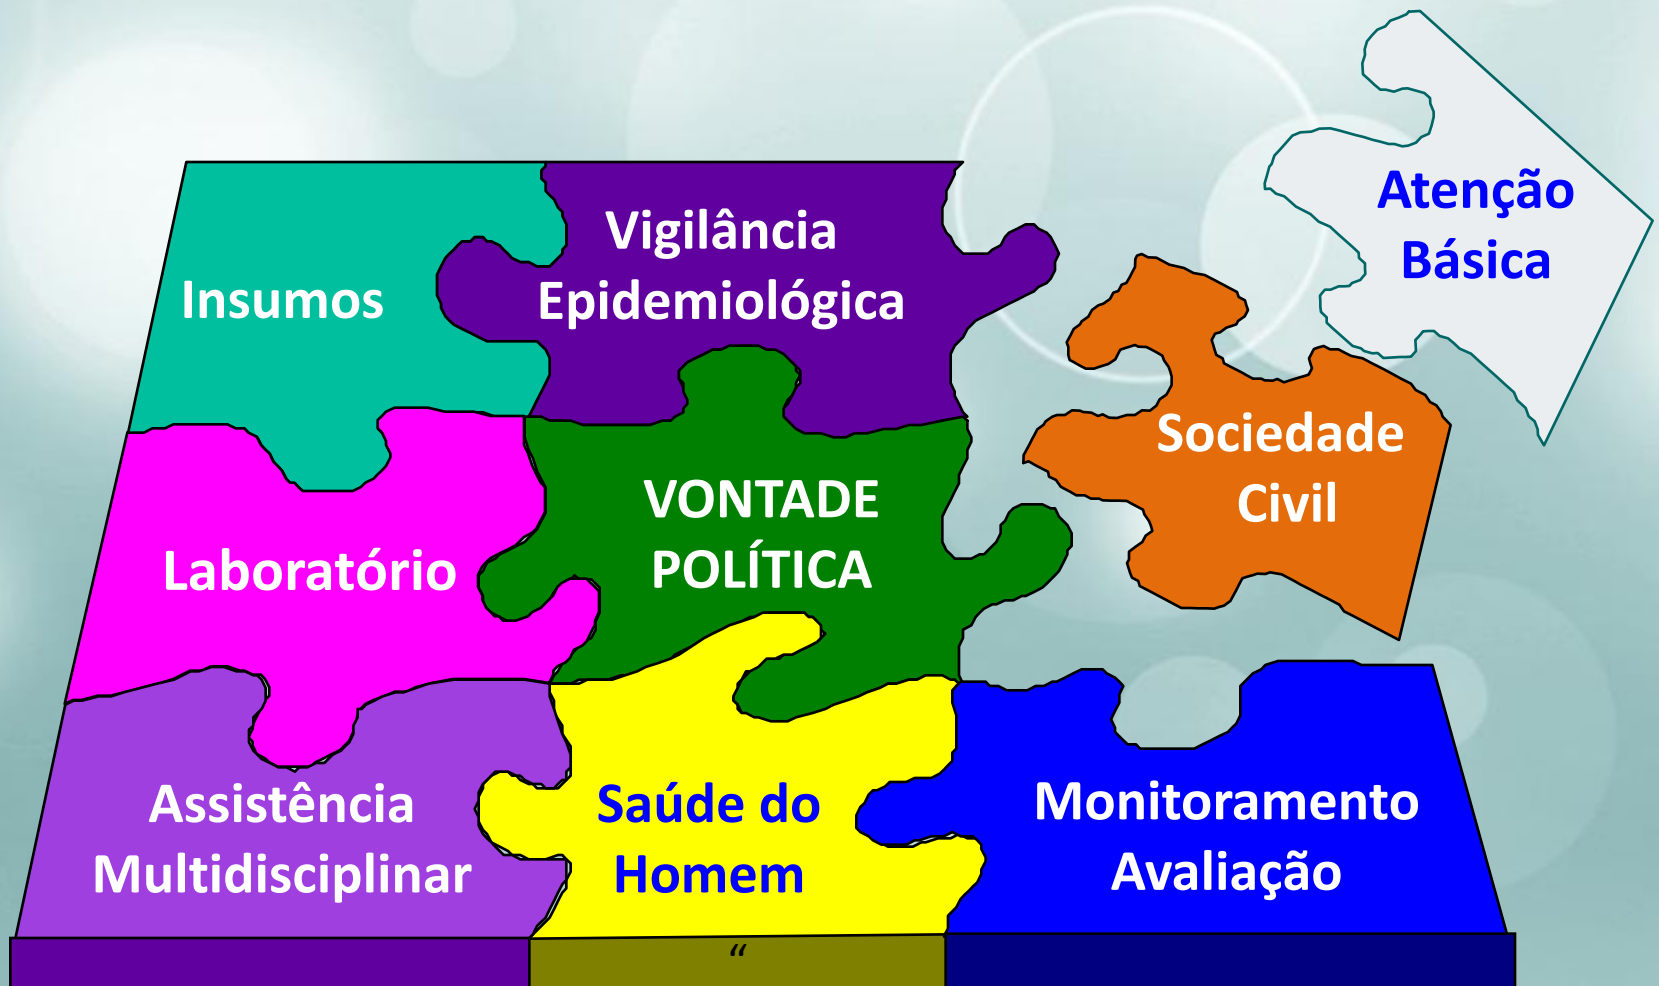 Atenção
Básica
Vigilância
Epidemiológica
Insumos
Sociedade
Civil
VONTADE
POLÍTICA
Laboratório
Assistência
Multidisciplinar
Saúde do
Homem
Monitoramento
Avaliação
“